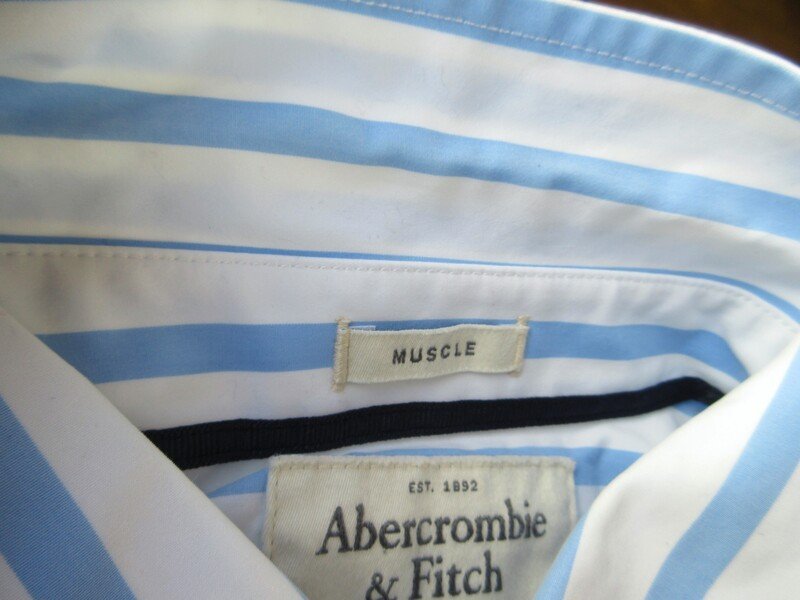 MUSCLE
EST. 1892
Abercrombie
& Fitch